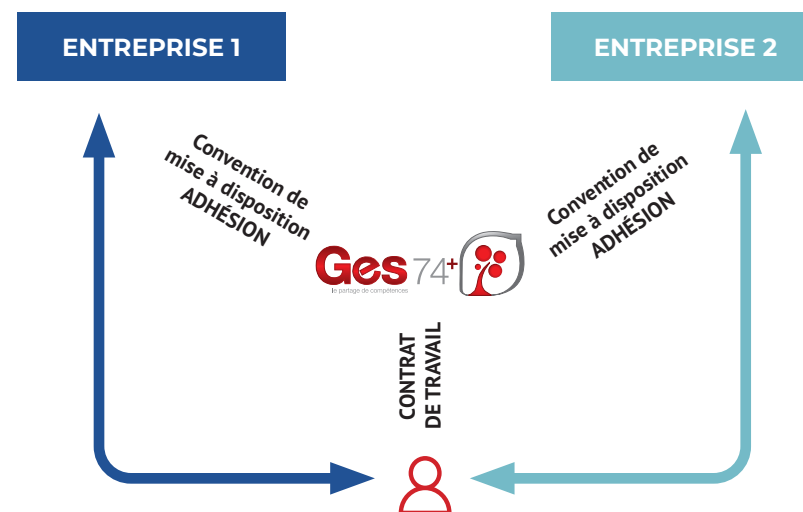 ENTREPRISE 1
ENTREPRISE 2
Convention de
mise à disposition
ADHÉSION
Convention de
mise à disposition
ADHÉSION
Ges 74+
le partage de compétences
CONTRAT
DE TRAVAIL